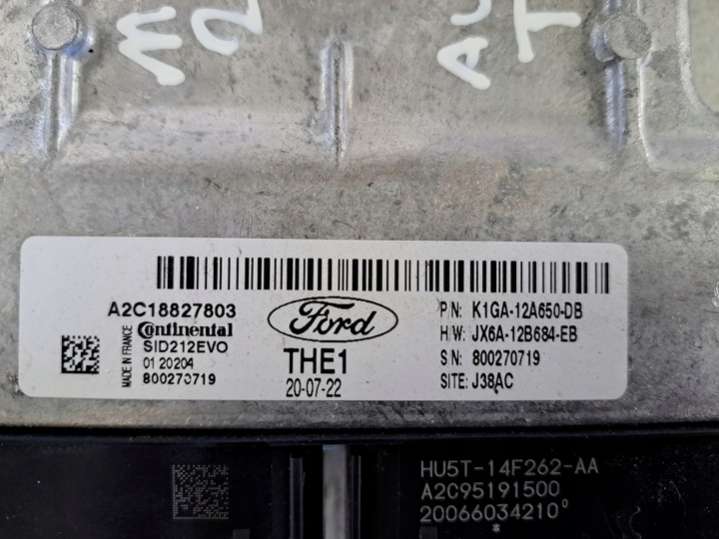 A2C18827803
Continental
SID212EVO
01 20204
800270719
MADE IN FRANCE
Ford
THE1
20-07-22
P/N: K1GA-12A650-DB
H/W: JX6A-12B684-EB
S N: 800270719
SITE: J38AC
HU5T-14F262-AA
A2C95191500
20066034210
*